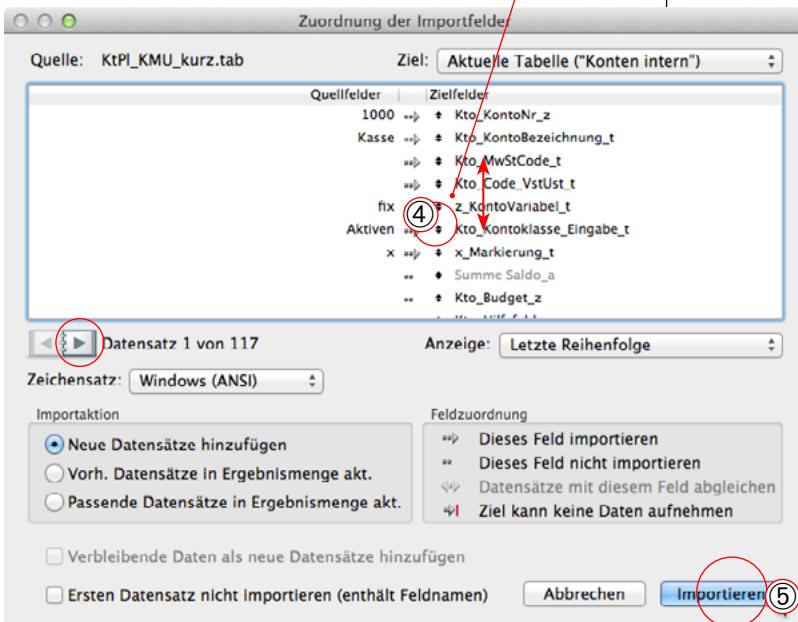 Zuordnung der Importfelder
Quelle: KtPl_KMU_kurz.tab Ziel: Aktuelle Tabelle ("Konten intern")
Quellfelder Zielfelder
1000 Kto_KontoNr_z
Kasse Kto_KontoBezeichnung_t
Kto_MwStCode_t
Kto_Code_VstUst_t
fix z_KontoVariabel_t
④
Aktiven Kto_Kontoklasse_Eingabe_t
x x_Markierung_t
Summe Saldo_a
Kto_Budget_z
Datensatz 1 von 117 Anzeige: Letzte Reihenfolge
Zeichensatz: Windows (ANSI)
Importaktion
Neue Datensätze hinzufügen
Vorh. Datensätze in Ergebnismenge akt.
Passende Datensätze in Ergebnismenge akt.
Feldzuordnung
Dieses Feld importieren
Dieses Feld nicht importieren
Datensätze mit diesem Feld abgleichen
Ziel kann keine Daten aufnehmen
Verbleibende Daten als neue Datensätze hinzufügen
Ersten Datensatz nicht importieren (enthält Feldnamen)
Abbrechen Importieren ⑤